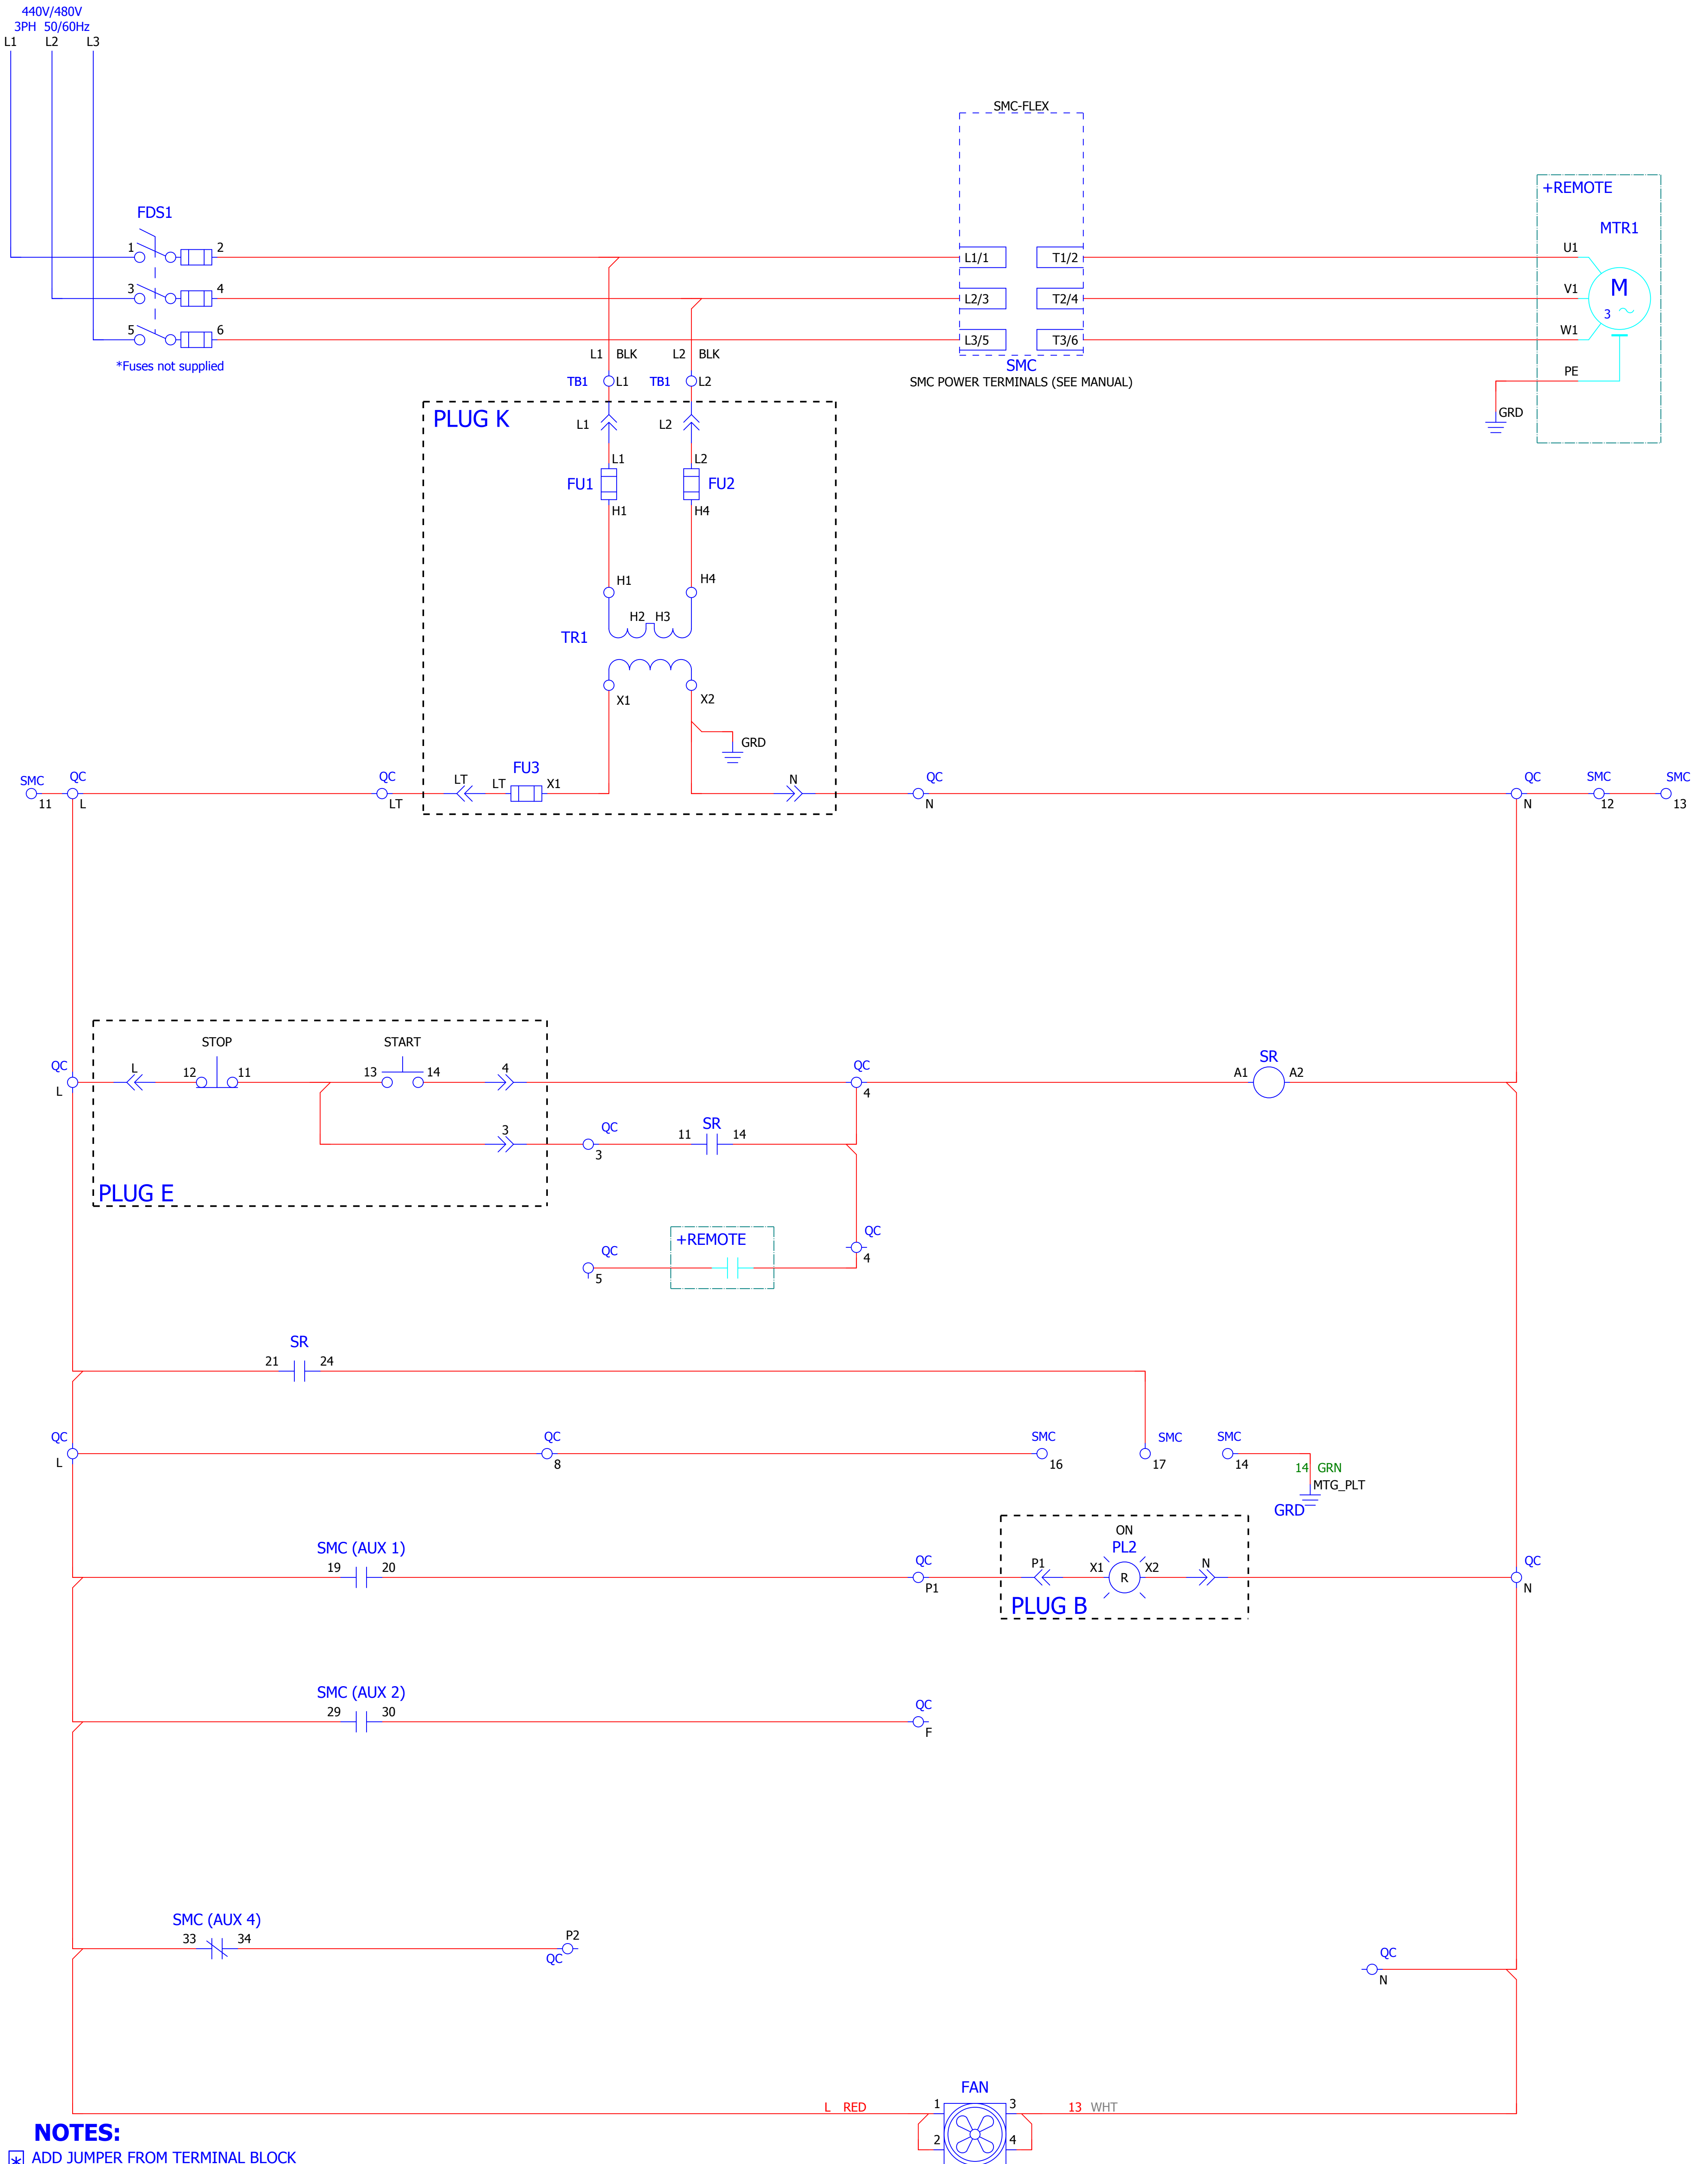 440V/480V
3PH 50/60Hz
L1 L2 L3
SMC-FLEX
+REMOTE
MTR1
FDS1
1 2
L1/1 T1/2
U1
3 4
L2/3 T2/4
V1
M
3
5 6
L3/5 T3/6
W1
*Fuses not supplied
L1 BLK L2 BLK
SMC
SMC POWER TERMINALS (SEE MANUAL)
PE
GRD
TB1 L1 TB1 L2
PLUG K
L1 L2
L1 L2
FU1 FU2
H1 H4
H1 H4
H2 H3
TR1
X1 X2
GRD
SMC QC QC LT LT FU3 X1 N QC QC SMC SMC
11 L LT N N 12 13
STOP START
QC L 12 11 13 14 4 QC SR
L 4 A1 A2
3 QC SR
3 11 14
PLUG E
QC +REMOTE QC
5 4
SR
21 24
QC QC SMC SMC SMC
L 8 16 17 14
14 GRN
MTG_PLT
GRD
SMC (AUX 1)
19 20
QC
P1
ON
PL2
P1 X1 R X2 N
PLUG B
QC
N
SMC (AUX 2)
29 30
QC
F
SMC (AUX 4)
33 34
P2
QC
QC
N
FAN
L RED 1 3 13 WHT
2 4
NOTES:
* ADD JUMPER FROM TERMINAL BLOCK